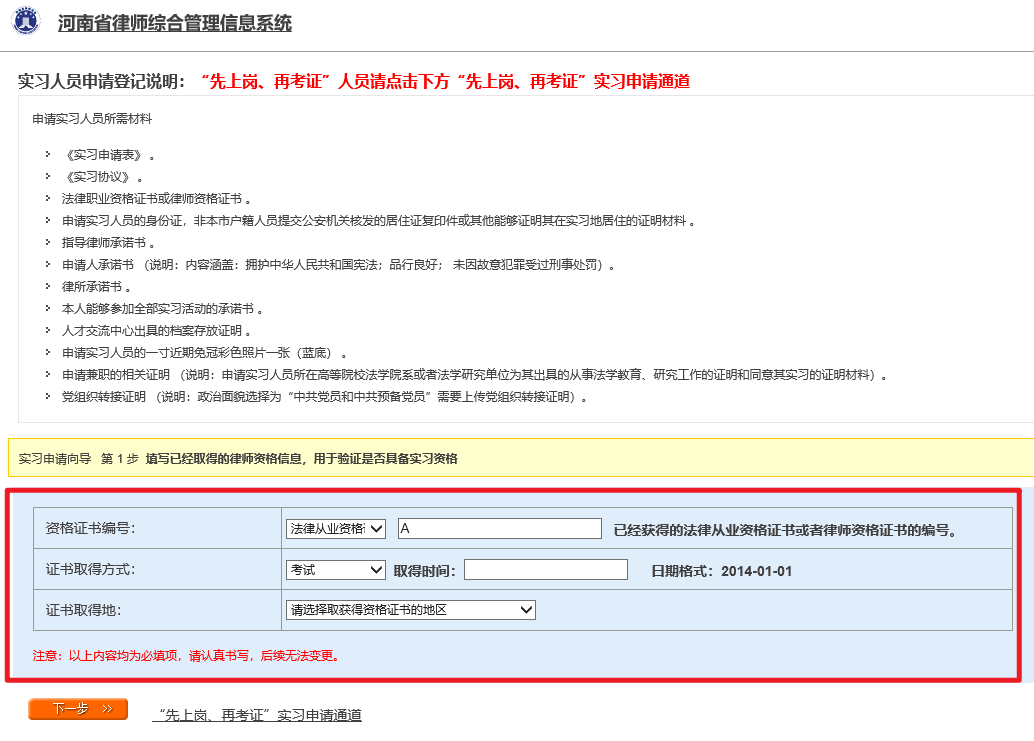 河南省律师综合管理信息系统
实习人员申请登记说明：“先上岗、再考证”人员请点击下方“先上岗、再考证”实习申请通道
申请实习人员所需材料
《实习申请表》 。
《实习协议》 。
法律职业资格证书或律师资格证书 。
申请实习人员的身份证，非本市户籍人员提交公安机关核发的居住证复印件或其他能够证明其在实习地居住的证明材料 。
指导律师承诺书 。
申请人承诺书 （说明：内容涵盖：拥护中华人民共和国宪法；品行良好； 未因故意犯罪受过刑事处罚）。
律所承诺书 。
本人能够参加全部实习活动的承诺书 。
人才交流中心出具的档案存放证明 。
申请实习人员的一寸近期免冠彩色照片一张（蓝底） 。
申请兼职的相关证明 （说明：申请实习人员所在高等院校法学院系或者法学研究单位为其出具的从事法学教育、研究工作的证明和同意其实习的证明材料）。
党组织转接证明 （说明：政治面貌选择为“中共党员和中共预备党员”需要上传党组织转接证明）。
实习申请向导 第 1 步 填写已经取得的律师资格信息，用于验证是否具备实习资格
资格证书编号： 法律从业资格 A 已经获得的法律从业资格证书或者律师资格证书的编号。
证书取得方式： 考试 取得时间： 日期格式：2014-01-01
证书取得地： 请选择取获得资格证书的地区
注意：以上内容均为必填项，请认真书写，后续无法变更。
下一步 >> “先上岗、再考证”实习申请通道